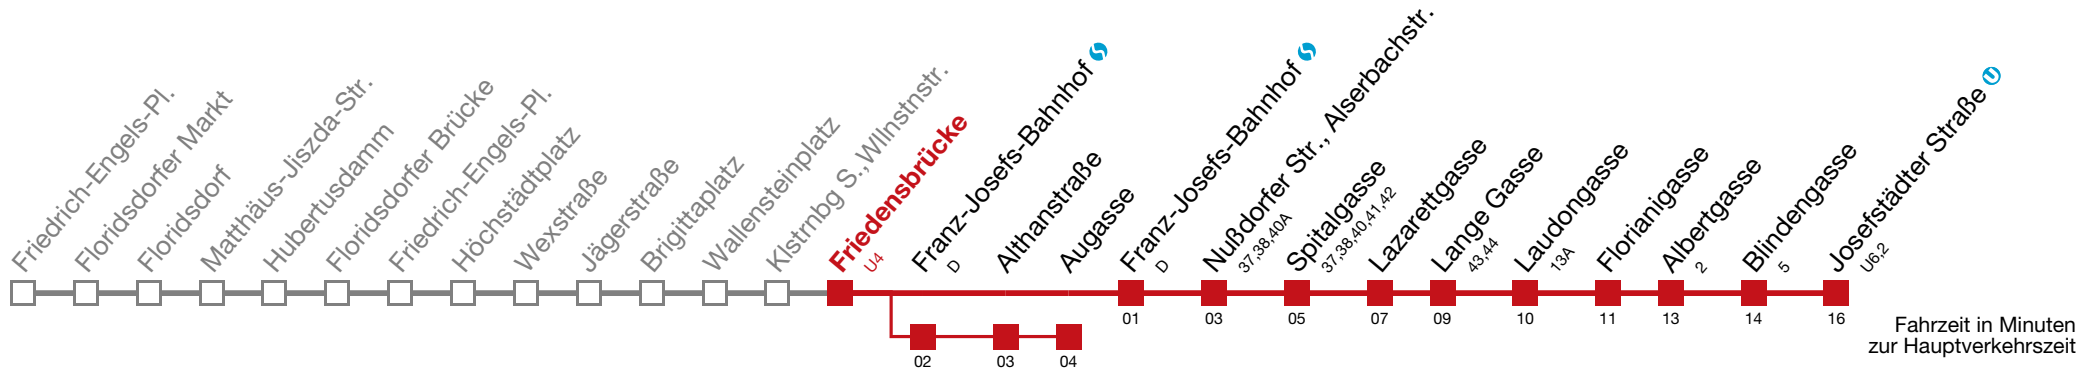 Friedrich-Engels-Pl.
Floridsdorfer Markt
Floridsdorf
Matthäus-Jiszda-Str.
Hubertusdamm
Floridsdorfer Brücke
Friedrich-Engels-Pl.
Höchstädtplatz
Wexstraße
Jägerstraße
Brigittaplatz
Wallensteinplatz
Klstrnbg S.,Wllnstnstr.
Friedensbrücke
U4
Franz-Josefs-Bahnhof
D
Althanstraße
Augasse
Franz-Josefs-Bahnhof
D
Nußdorfer Str., Alserbachstr.
37,38,40A
Spitalgasse
37,38,40,41,42
Lazarettgasse
Lange Gasse
43,44
Laudongasse
13A
Florianigasse
Albertgasse
2
Blindengasse
5
Josefstädter Straße U
U6,2
01 03 05 07 09 10 11 13 14 16
02 03 04
Fahrzeit in Minuten
zur Hauptverkehrszeit